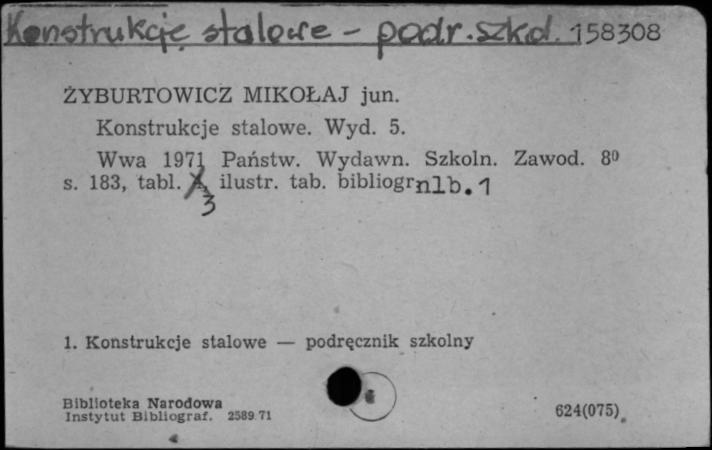 Konstrukcje stalowe - podr. szkol. 158308
ŻYBURTOWICZ MIKOŁAJ jun.
Konstrukcje stalowe. Wyd. 5.
Wwa 1971 Państw. Wydawn. Szkoln. Zawod. 8⁰
s. 183, tabl. 3 ilustr. tab. bibliogr nlb. 1
1. Konstrukcje stalowe — podręcznik szkolny
Biblioteka Narodowa
Instytut Bibliograf. 2589.71
624(075)